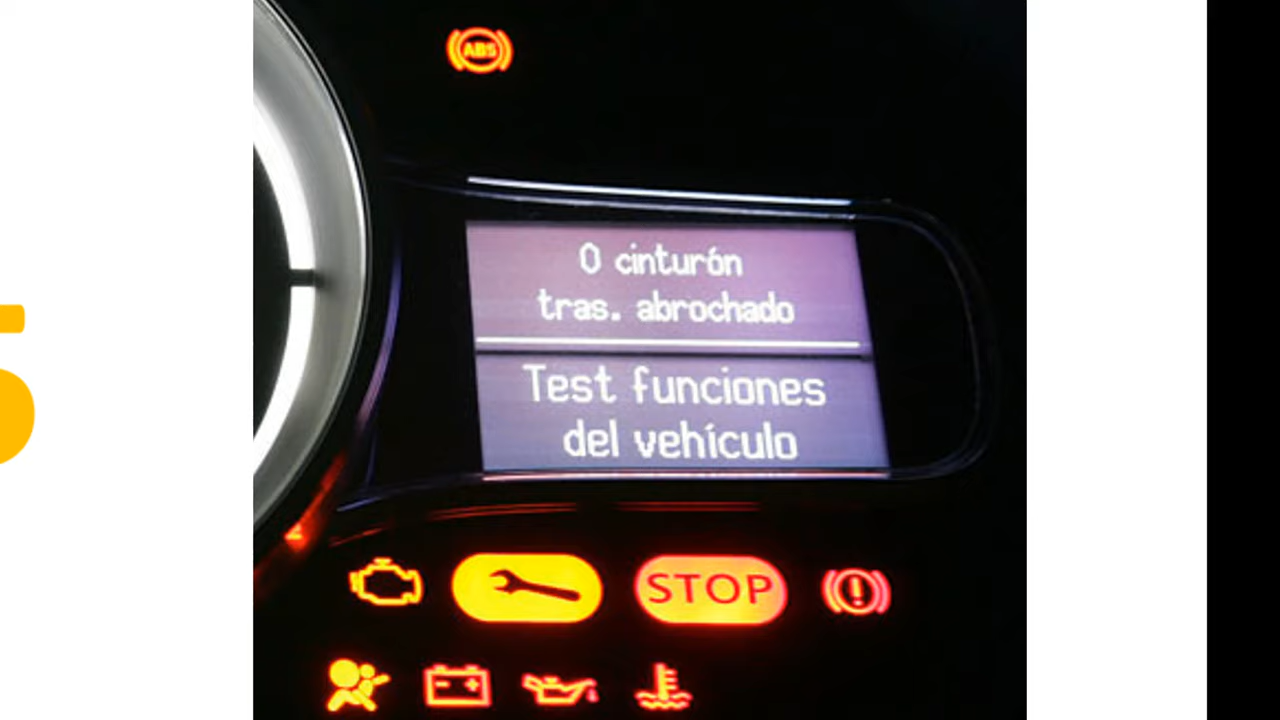 ABS
0 cinturón
tras. abrochado
Test funciones
del vehículo
STOP